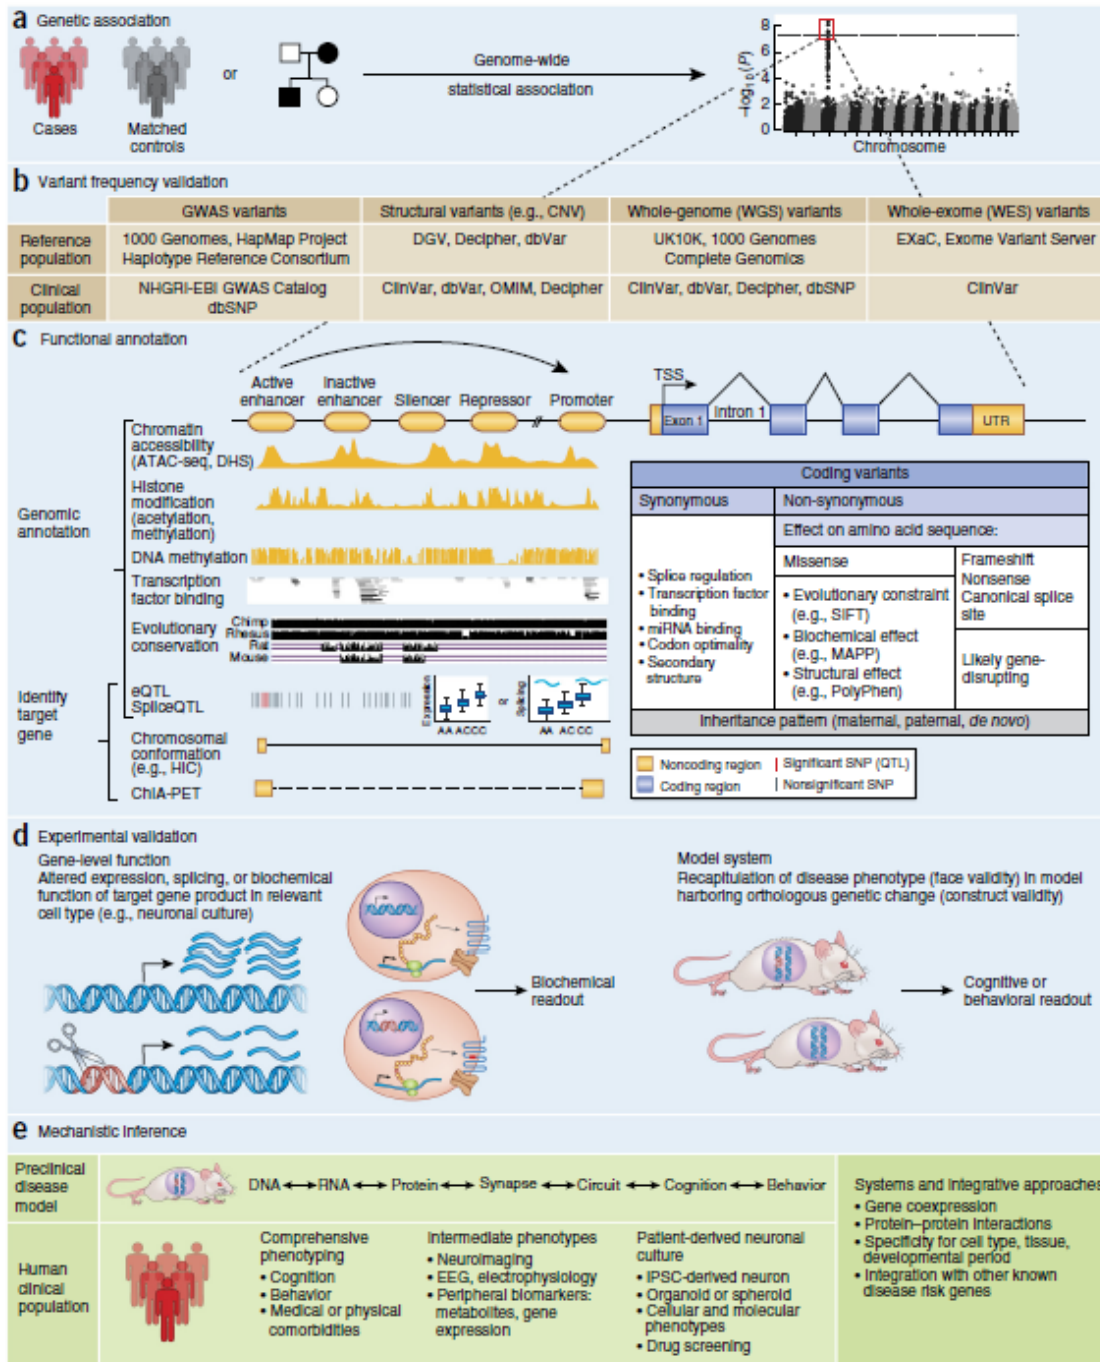 a Genetic association
Cases
Matched
controls
or
Genome-wide
statistical association
−log10(P)
8
6
4
2
0
Chromosome
b Variant frequency validation
GWAS variants
Structural variants (e.g., CNV)
Whole-genome (WGS) variants
Whole-exome (WES) variants
Reference
population
1000 Genomes, HapMap Project
Haplotype Reference Consortium
DGV, Decipher, dbVar
UK10K, 1000 Genomes
Complete Genomics
EXaC, Exome Variant Server
Clinical
population
NHGRI-EBI GWAS Catalog
dbSNP
ClinVar, dbVar, OMIM, Decipher
ClinVar, dbVar, Decipher, dbSNP
ClinVar
c Functional annotation
Active
enhancer
Inactive
enhancer
Silencer
Repressor
//
Promoter
TSS
Exon 1
Intron 1
UTR
Genomic
annotation
Chromatin
accessibility
(ATAC-seq, DHS)
Histone
modification
(acetylation,
methylation)
DNA methylation
Transcription
factor binding
Evolutionary
conservation
Chimp
Rhesus
Rat
Mouse
Identify
target
gene
eQTL
SpliceQTL
Expression
AA AC CC
Splicing
AA AC CC
Chromosomal
conformation
(e.g., HIC)
ChIA-PET
Coding variants
Synonymous
Non-synonymous
Effect on amino acid sequence:
• Splice regulation
• Transcription factor
binding
• miRNA binding
• Codon optimality
• Secondary
structure
Missense
• Evolutionary constraint
(e.g., SIFT)
• Biochemical effect
(e.g., MAPP)
• Structural effect
(e.g., PolyPhen)
Frameshift
Nonsense
Canonical splice
site
Likely gene-
disrupting
Inheritance pattern (maternal, paternal, de novo)
Noncoding region
Significant SNP (QTL)
Coding region
Nonsignificant SNP
d Experimental validation
Gene-level function
Altered expression, splicing, or biochemical
function of target gene product in relevant
cell type (e.g., neuronal culture)
Biochemical
readout
Model system
Recapitulation of disease phenotype (face validity) in model
harboring orthologous genetic change (construct validity)
Cognitive or
behavioral readout
e Mechanistic inference
Preclinical
disease
model
DNA
RNA
Protein
Synapse
Circuit
Cognition
Behavior
Human
clinical
population
Comprehensive
phenotyping
• Cognition
• Behavior
• Medical or physical
comorbidities
Intermediate phenotypes
• Neuroimaging
• EEG, electrophysiology
• Peripheral biomarkers:
metabolites, gene
expression
Patient-derived neuronal
culture
• iPSC-derived neuron
• Organoid or spheroid
• Cellular and molecular
phenotypes
• Drug screening
Systems and integrative approaches
• Gene coexpression
• Protein–protein interactions
• Specificity for cell type, tissue,
developmental period
• Integration with other known
disease risk genes